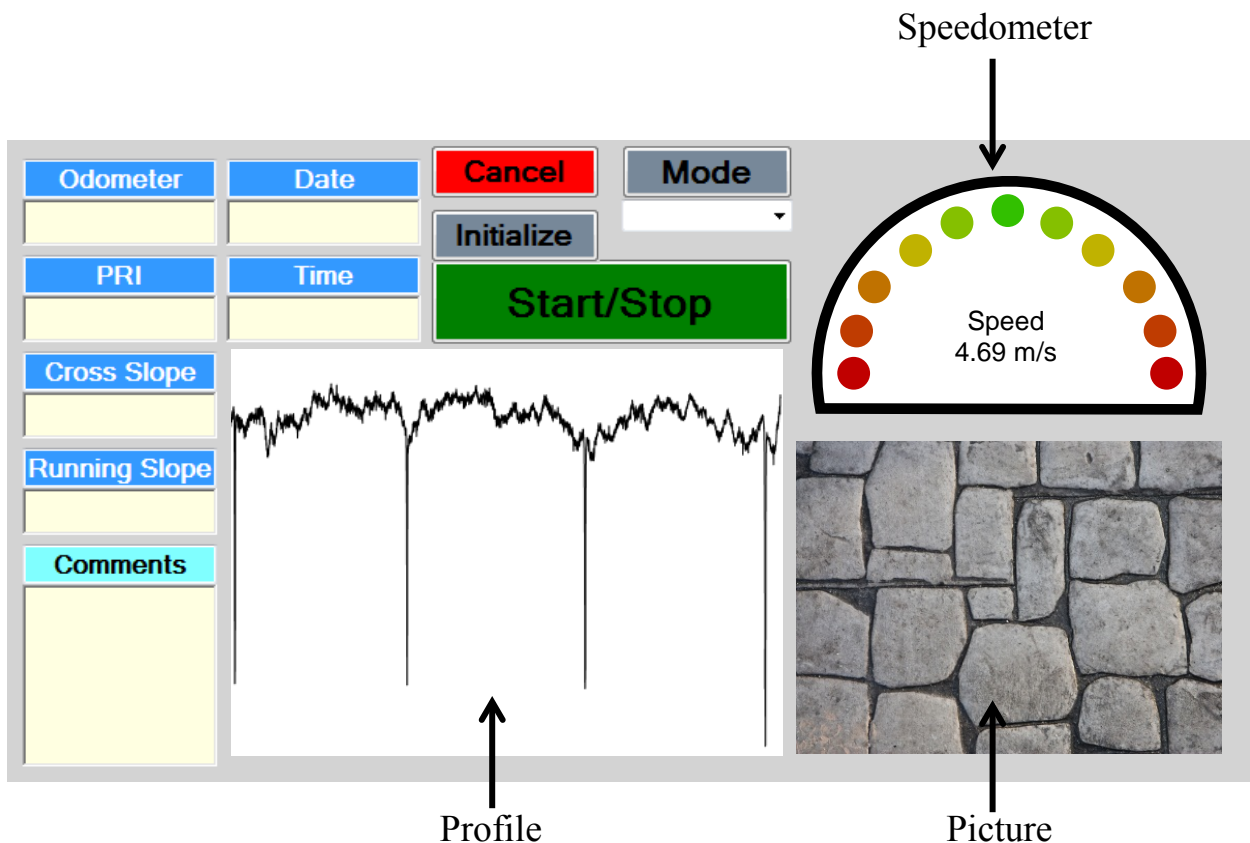 Speedometer
Odometer
Date
Cancel
Mode
Initialize
PRI
Time
Start/Stop
Speed
4.69 m/s
Cross Slope
Running Slope
Comments
Profile
Picture